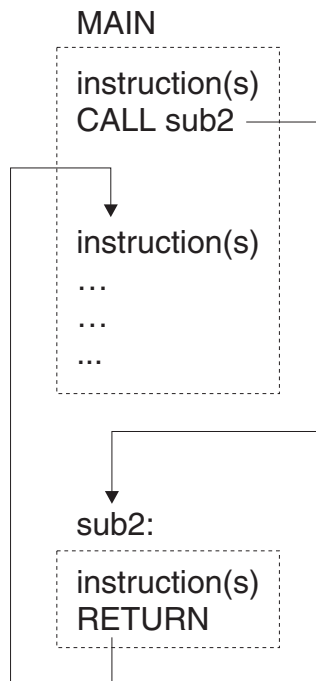 MAIN
instruction(s)
CALL sub2
instruction(s)
…
…
...
sub2:
instruction(s)
RETURN